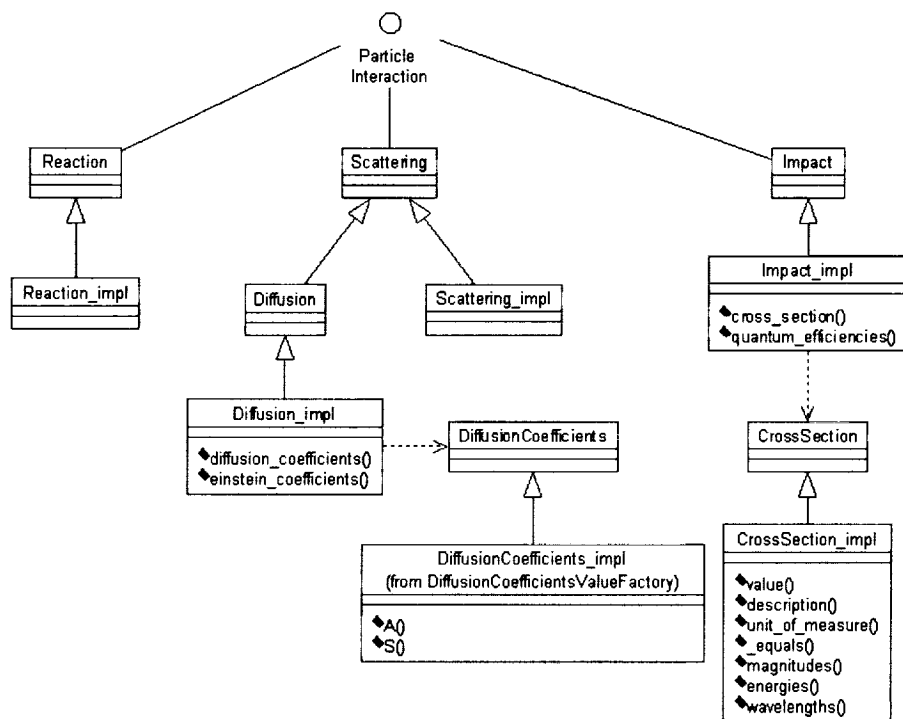 Particle
Interaction
Reaction
Scattering
Impact
Reaction_impl
Diffusion
Scattering_impl
Impact_impl
cross_section()
quantum_efficiencies()
Diffusion_impl
diffusion_coefficients()
einstein_coefficients()
DiffusionCoefficients
CrossSection
DiffusionCoefficients_impl
(from DiffusionCoefficientsValueFactory)
A()
S()
CrossSection_impl
value()
description()
unit_of_measure()
_equals()
magnitudes()
energies()
wavelengths()